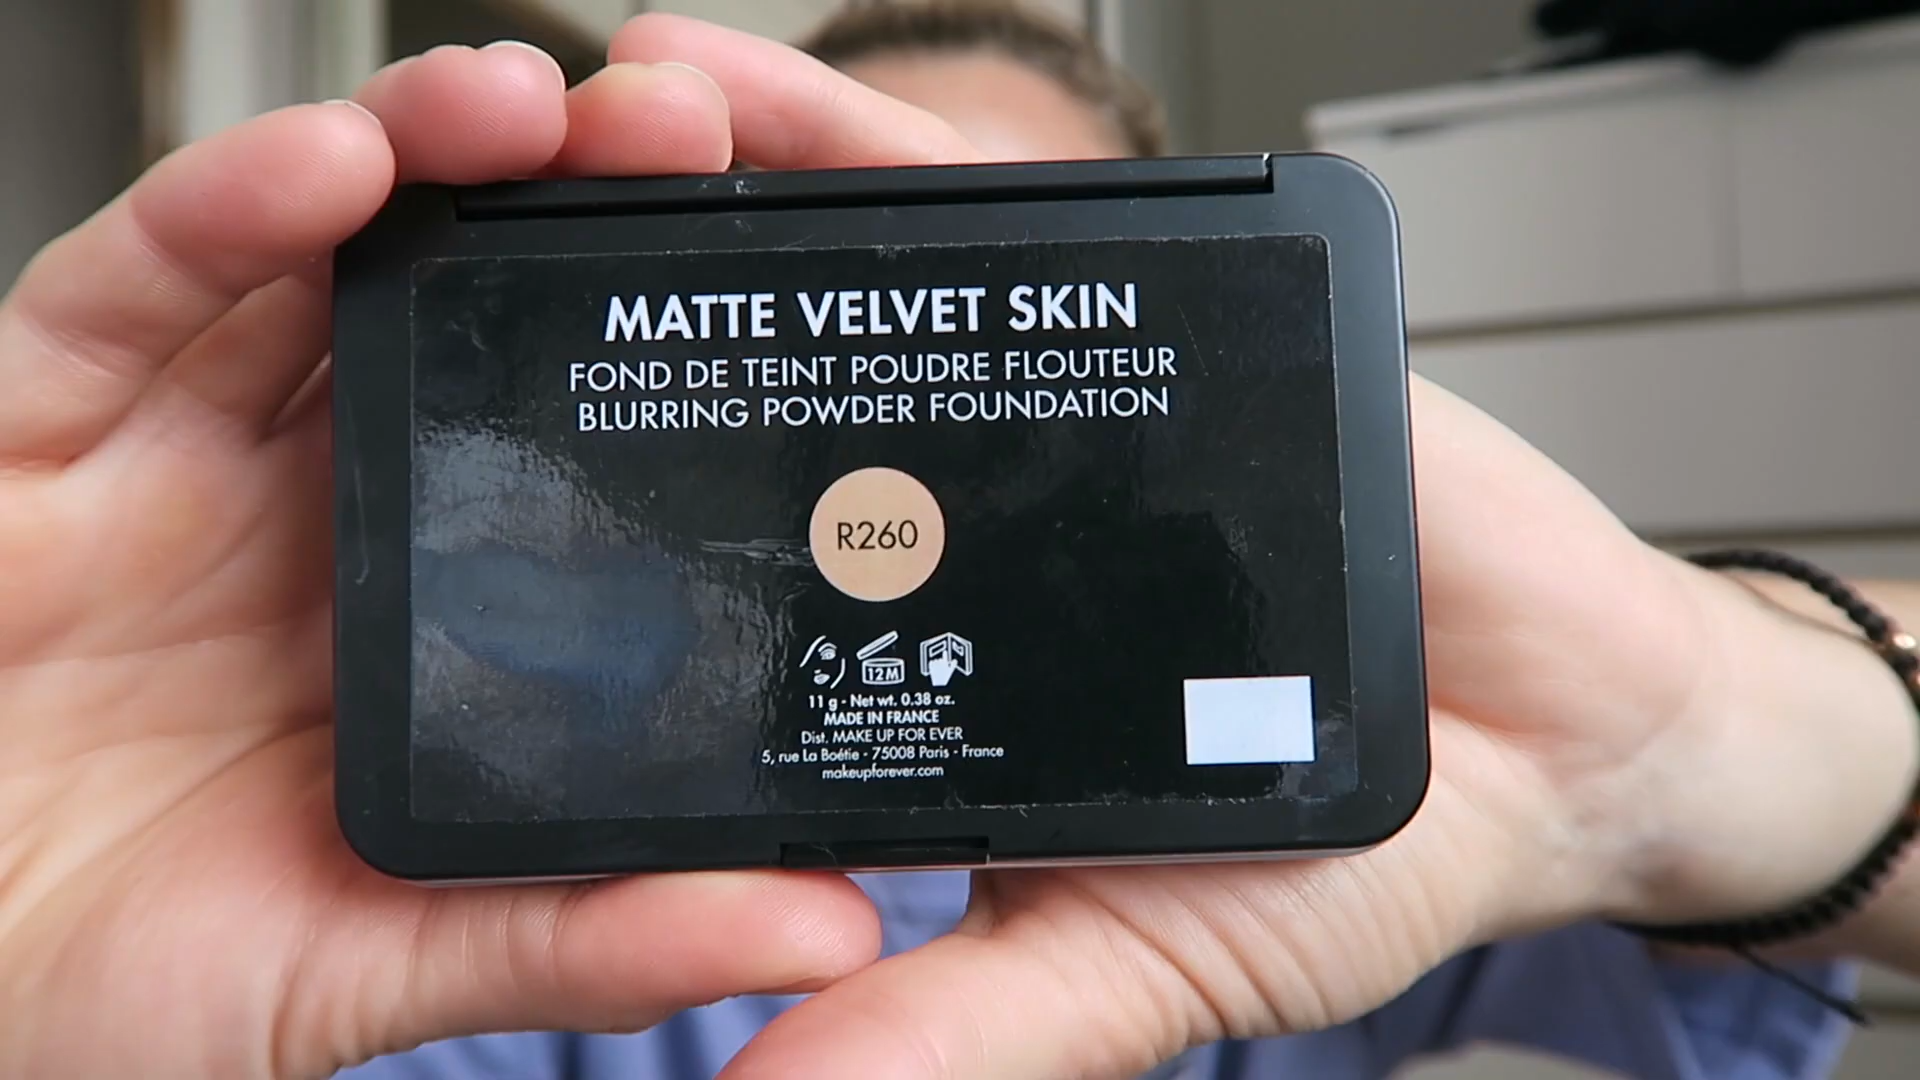 MATTE VELVET SKIN
FOND DE TEINT POUDRE FLOUTEUR
BLURRING POWDER FOUNDATION
R260
12M
11 g - Net wt. 0.38 oz.
MADE IN FRANCE
Dist. MAKE UP FOR EVER
5, rue La Boétie - 75008 Paris - France
makeupforever.com